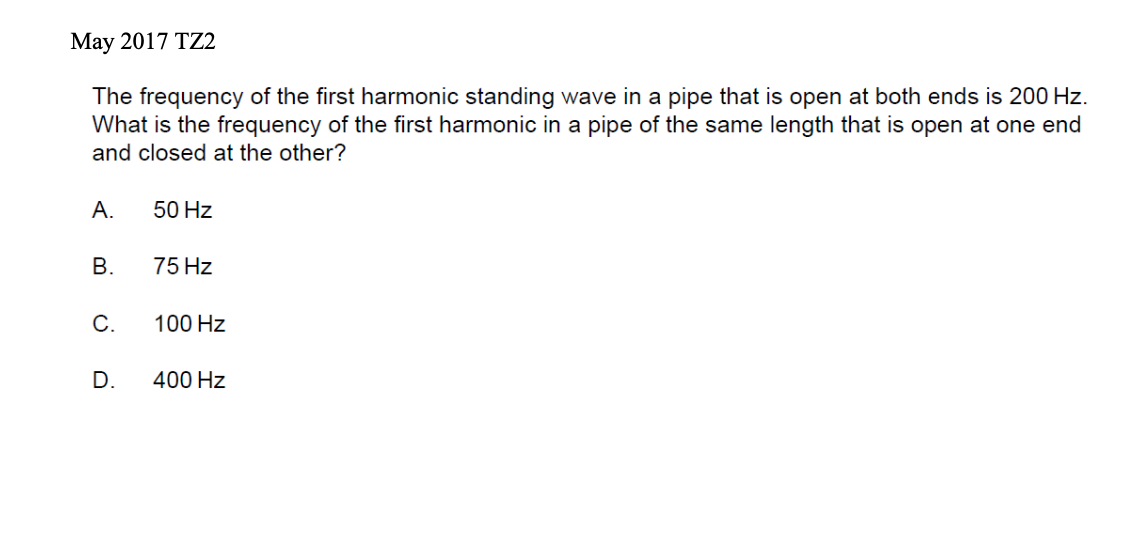 May 2017 TZ2
The frequency of the first harmonic standing wave in a pipe that is open at both ends is 200 Hz.
What is the frequency of the first harmonic in a pipe of the same length that is open at one end
and closed at the other?
A. 50 Hz
B. 75 Hz
C. 100 Hz
D. 400 Hz